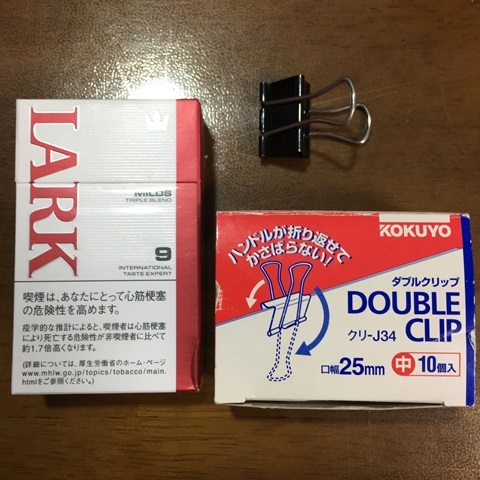 LARK
MILDS
TRIPLE BLEND
9
INTERNATIONAL
TASTE EXPERT
喫煙は、あなたにとって心筋梗塞
の危険性を高めます。
疫学的な推計によると、喫煙者は心筋梗塞
により死亡する危険性が非喫煙者に比べて
約1.7倍高くなります。
(詳細については、厚生労働省のホーム・ページ
www.mhlw.go.jp/topics/tobacco/main.
htmlをご参照ください。)
ハンドルが折り返せて
かさばらない!
KOKUYO
ダブルクリップ
DOUBLE
CLIP
クリ-J34
口幅25mm
中 10個入